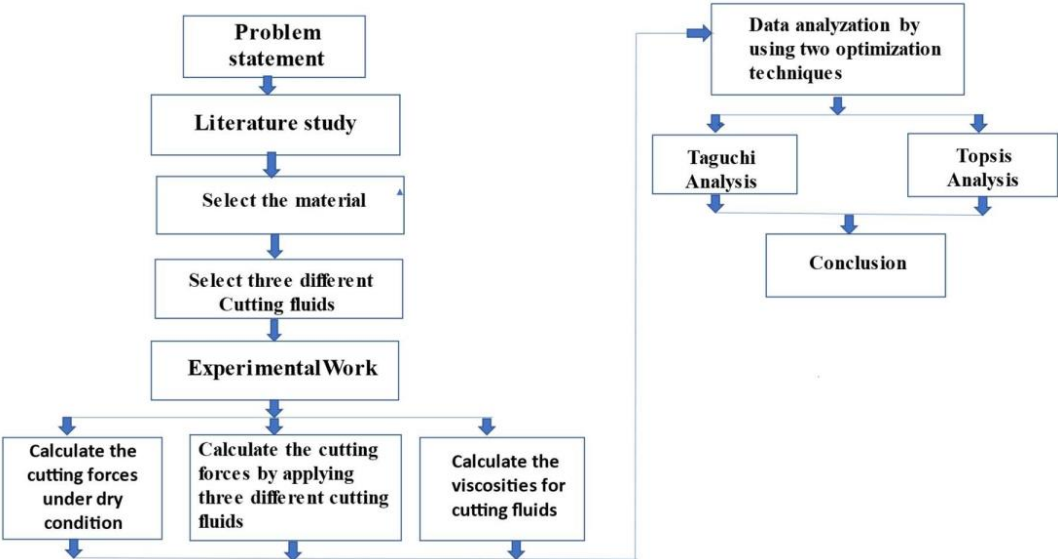 Problem
statement
Literature study
Select the material
Select three different
Cutting fluids
ExperimentalWork
Calculate the
cutting forces
under dry
condition
Calculate the cutting
forces by applying
three different cutting
fluids
Calculate the
viscosities for
cutting fluids
Data analyzation by
using two optimization
techniques
Taguchi
Analysis
Topsis
Analysis
Conclusion